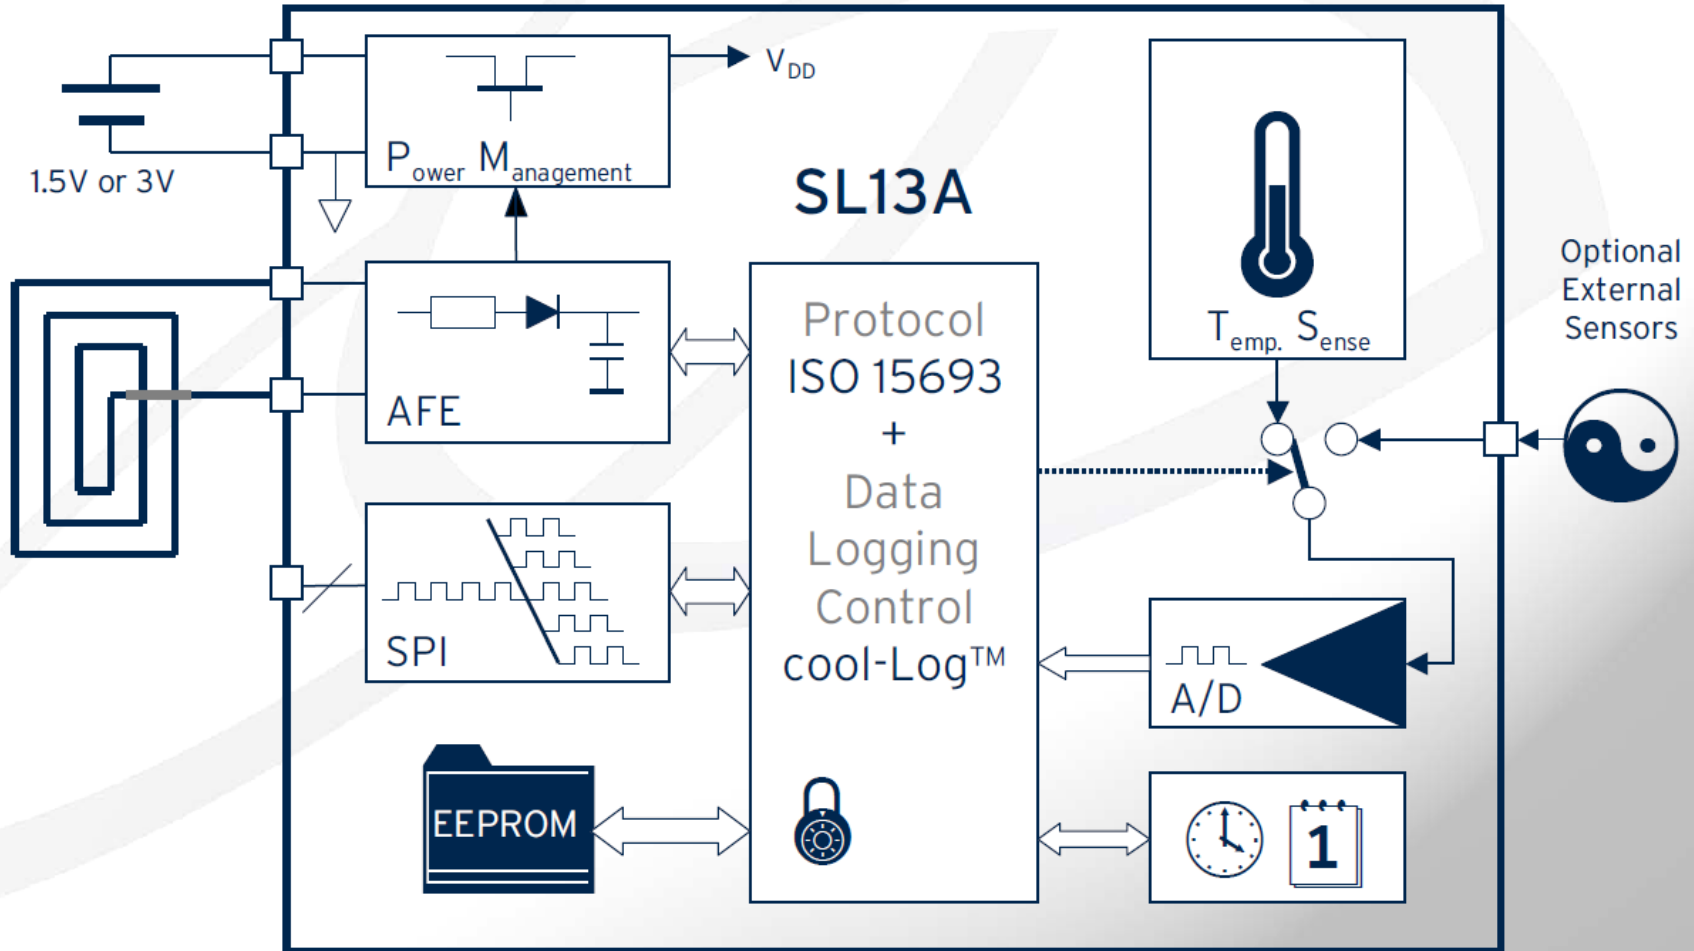 V_DD
1.5V or 3V
Power Management
SL13A
AFE
SPI
EEPROM
Protocol
ISO 15693
+
Data
Logging
Control
cool-Log™
Temp. Sense
A/D
1
Optional
External
Sensors